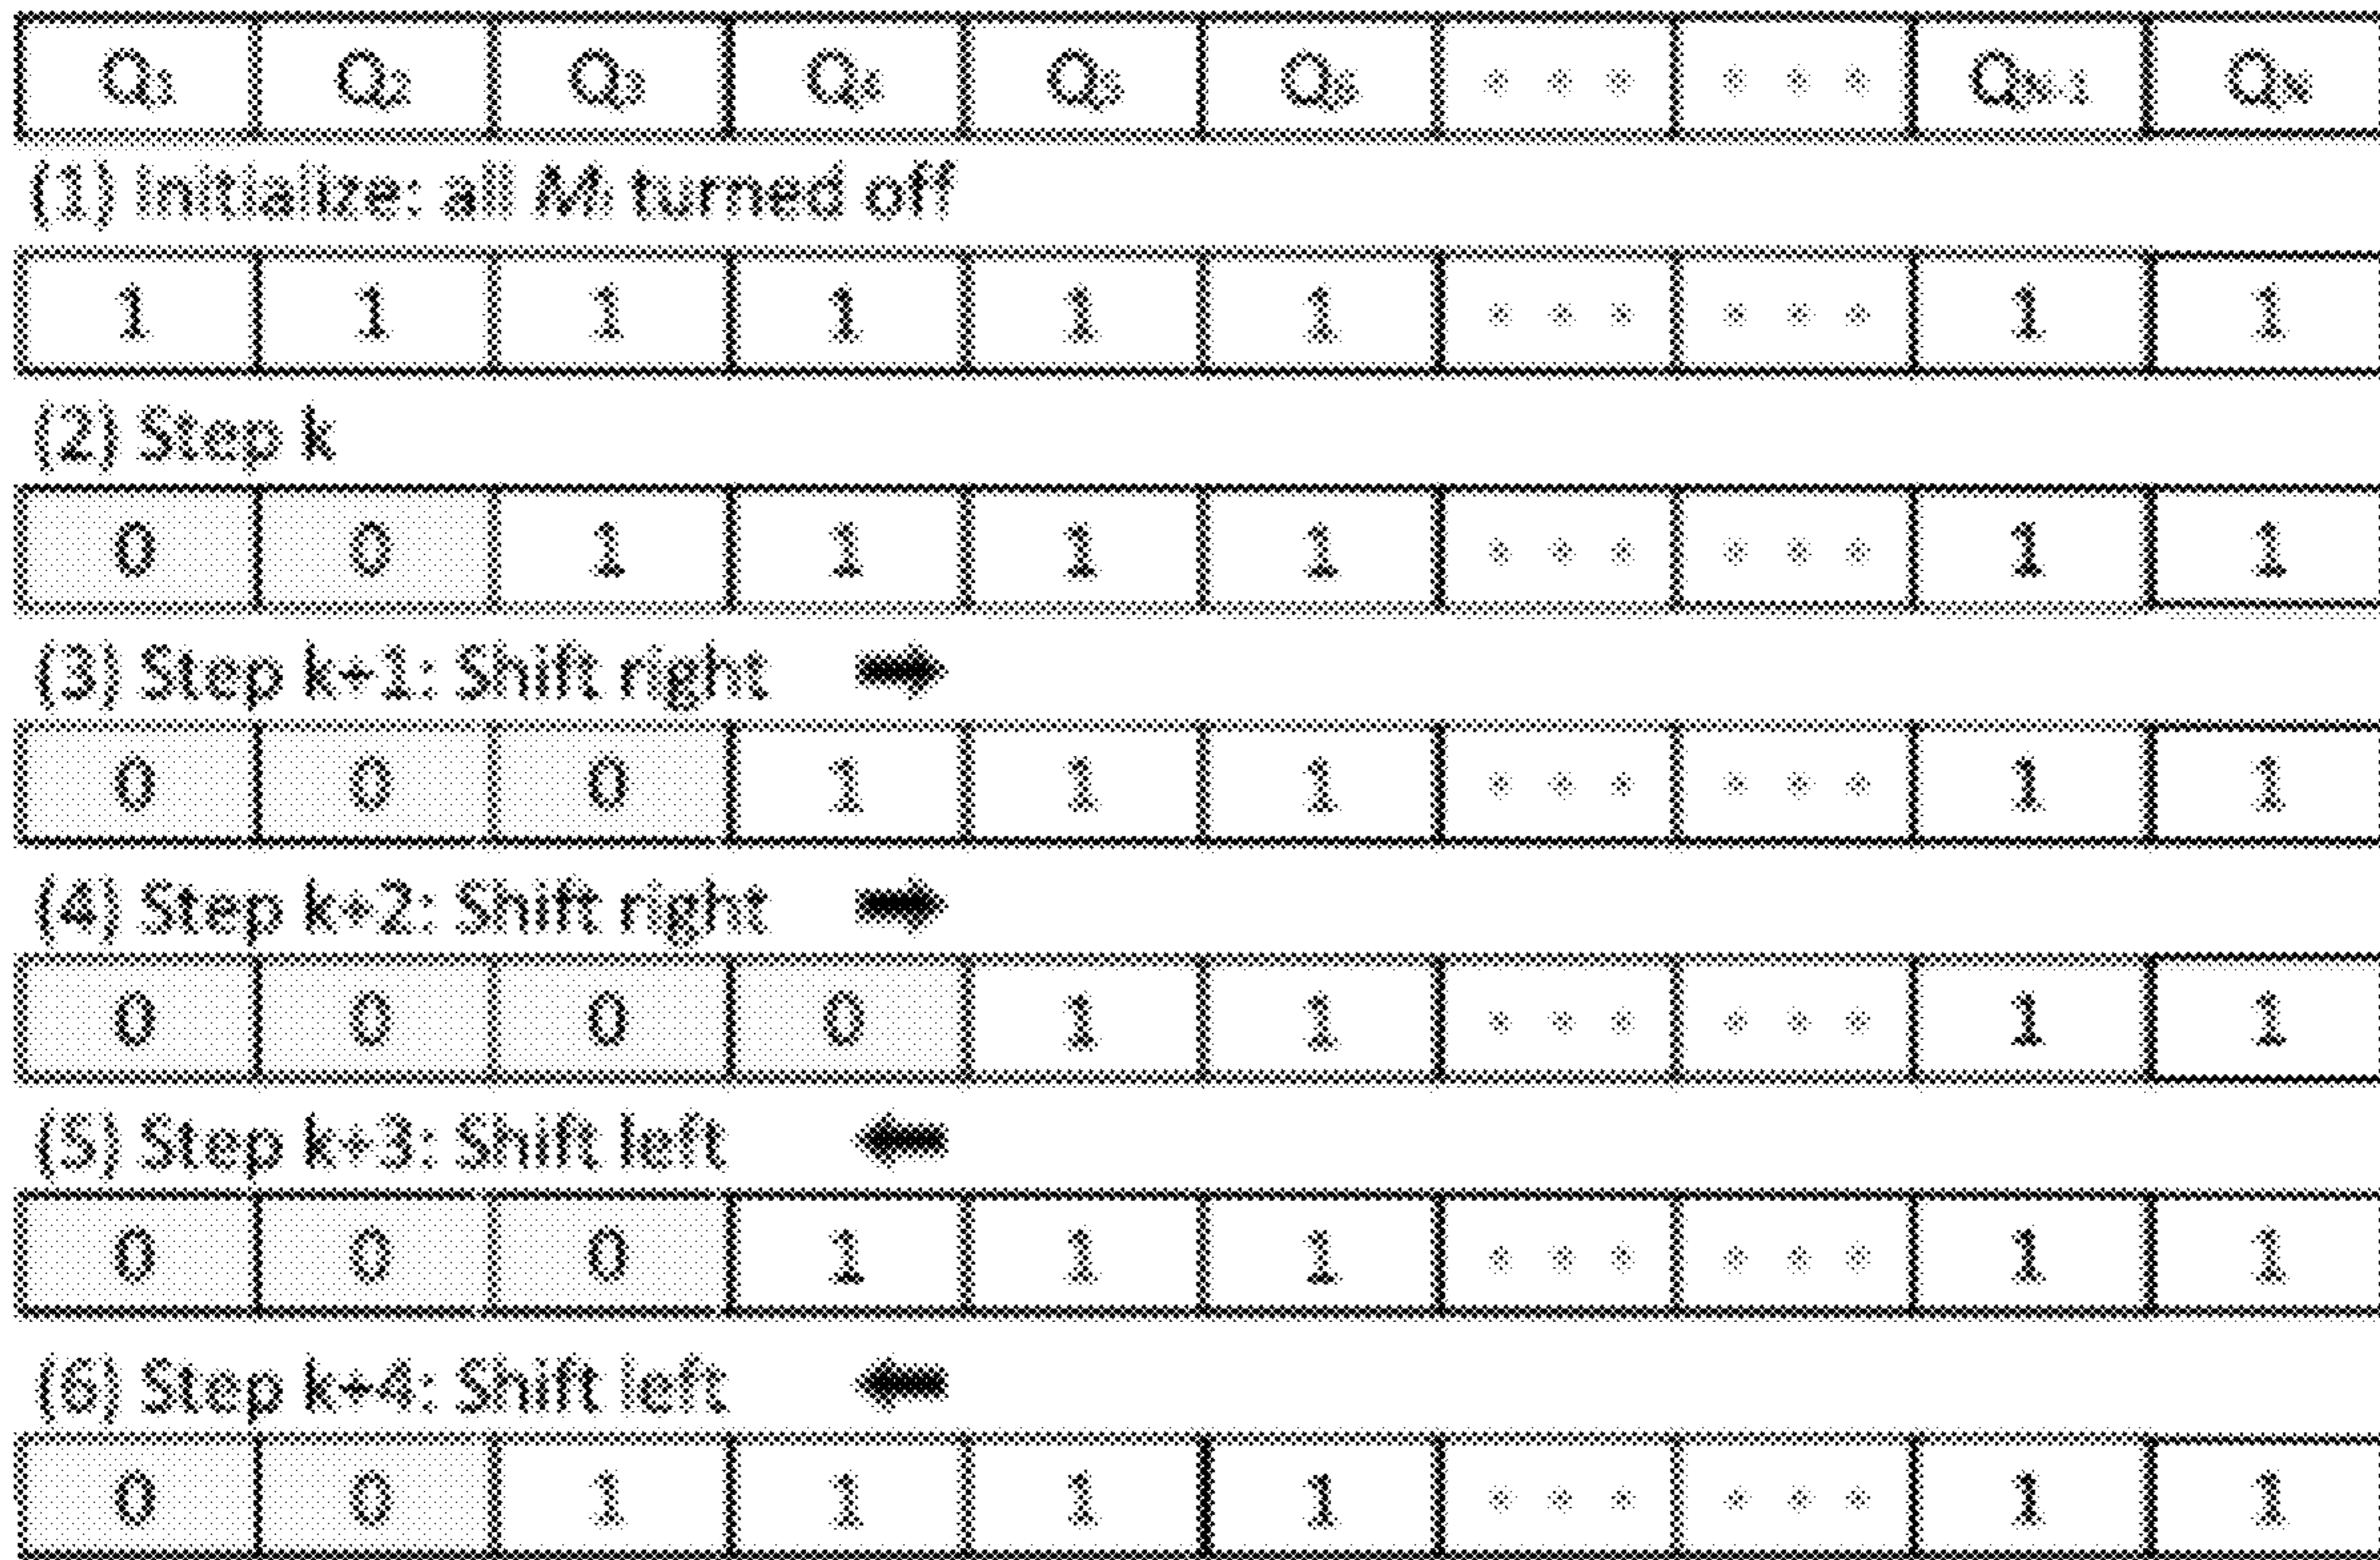 Q1 Q2 Q3 Q4 Q5 Q6 • • • • • • QN-1 QN
(1) Initialize: all Mi turned off
1 1 1 1 1 1 • • • • • • 1 1
(2) Step k
0 0 1 1 1 1 • • • • • • 1 1
(3) Step k+1: Shift right
0 0 0 1 1 1 • • • • • • 1 1
(4) Step k+2: Shift right
0 0 0 0 1 1 • • • • • • 1 1
(5) Step k+3: Shift left
0 0 0 1 1 1 • • • • • • 1 1
(6) Step k+4: Shift left
0 0 1 1 1 1 • • • • • • 1 1